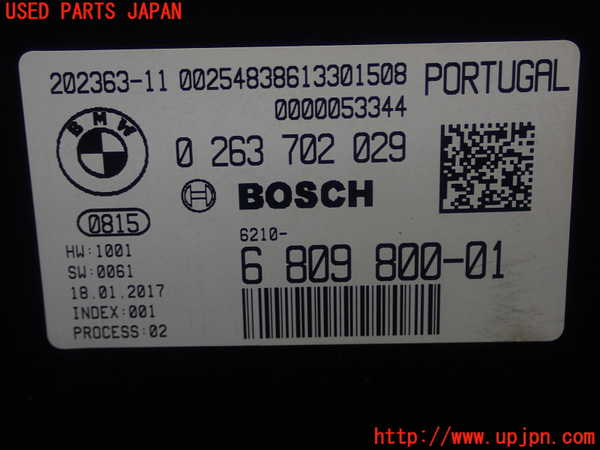 USED PARTS JAPAN
202363-11 00254838613301508 PORTUGAL
0000053344
BMW
0 263 702 029
BOSCH
0815
6210-
6 809 800-01
HW:1001
SW:0061
18.01.2017
INDEX:001
PROCESS:02
https://www.upjpn.com/